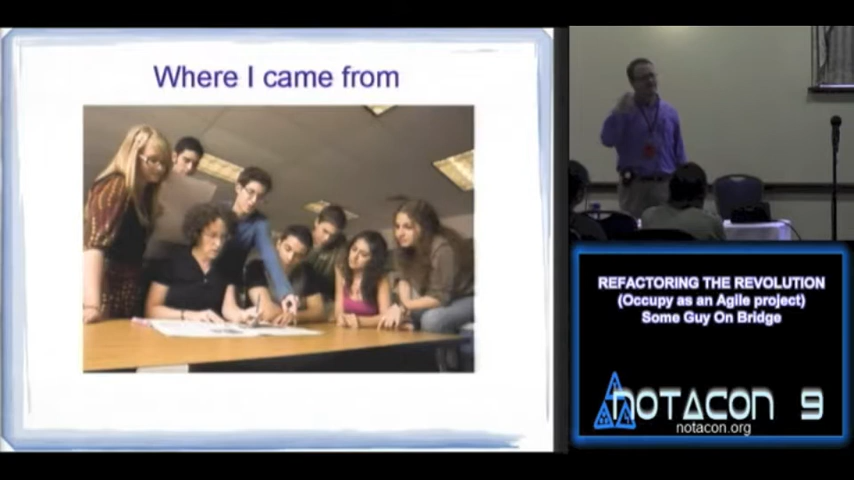 Where I came from
REFACTORING THE REVOLUTION
(Occupy as an Agile project)
Some Guy On Bridge
NOTACON 9
notacon.org